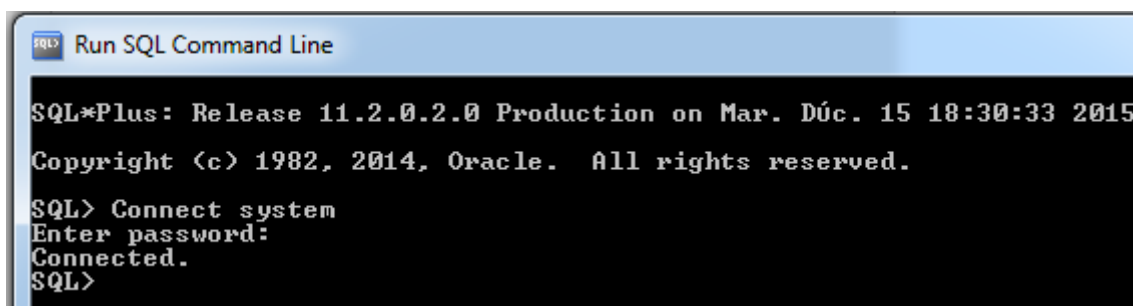 SQL>
Run SQL Command Line
SQL*Plus: Release 11.2.0.2.0 Production on Mar. Dúc. 15 18:30:33 2015
Copyright (c) 1982, 2014, Oracle.  All rights reserved.
SQL> Connect system
Enter password:
Connected.
SQL>